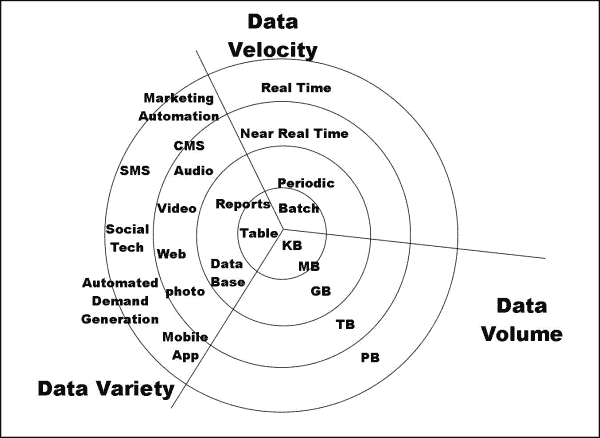 Data
Velocity
Real Time
Marketing
Automation
Near Real Time
CMS
SMS
Audio
Periodic
Reports
Batch
Video
Social
Tech
Table
KB
Web
Data
Base
MB
Automated
Demand
Generation
photo
GB
Data
Volume
TB
Mobile
App
PB
Data Variety